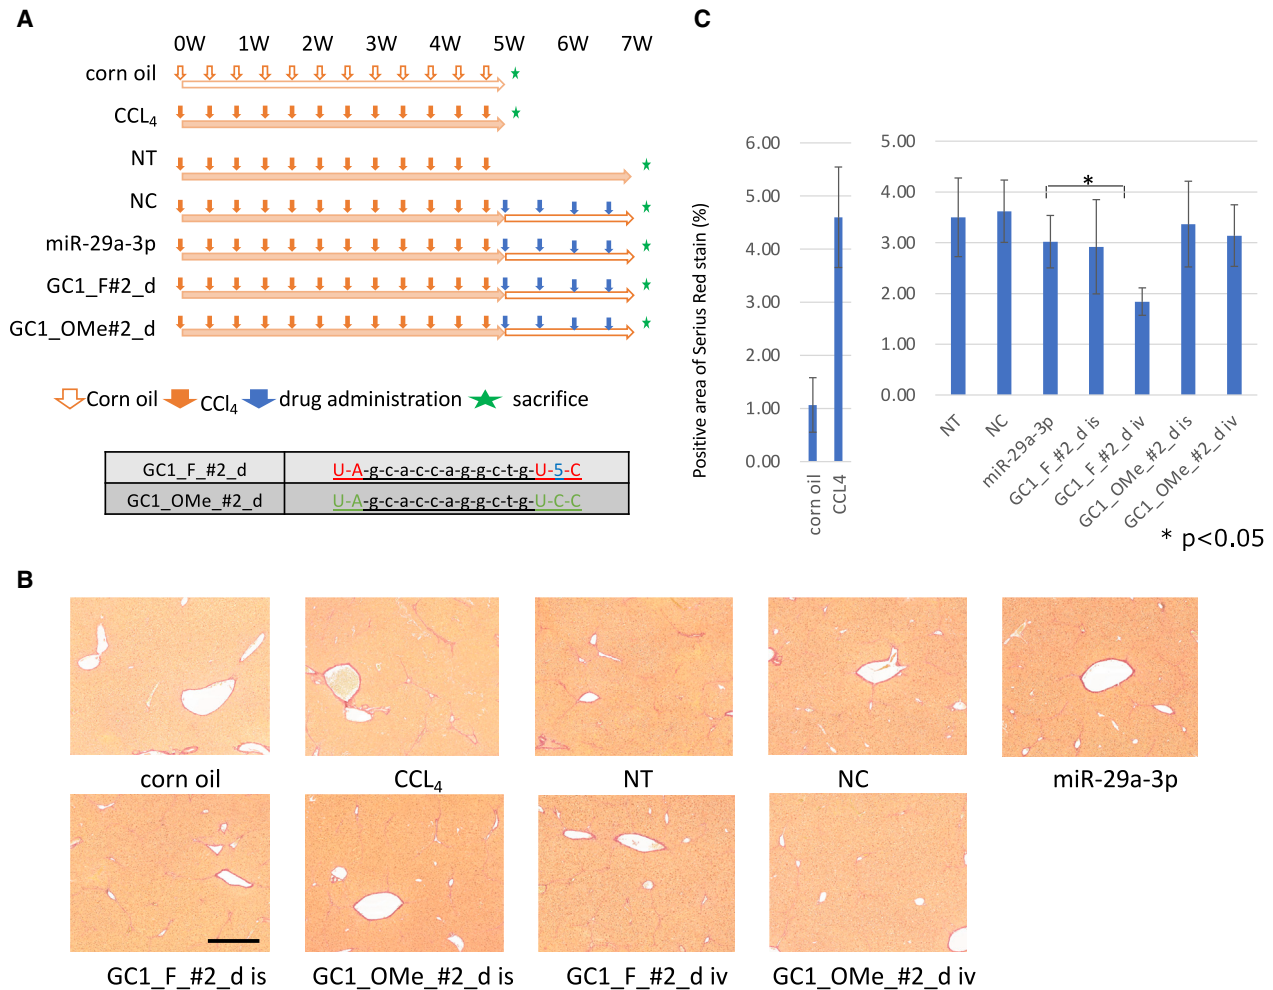 A
0W 1W 2W 3W 4W 5W 6W 7W
corn oil
CCL4
NT
NC
miR-29a-3p
GC1_F#2_d
GC1_OMe#2_d
Corn oil CCl4 drug administration sacrifice
GC1_F_#2_d U-A-g-c-a-c-c-a-g-g-c-t-g-U-5-C
GC1_OMe_#2_d U-A-g-c-a-c-c-a-g-g-c-t-g-U-C-C
C
Positive area of Serius Red stain (%)
6.00
5.00
4.00
3.00
2.00
1.00
0.00
corn oil
CCL4
5.00
4.00
3.00
2.00
1.00
0.00
*
NT
NC
miR-29a-3p
GC1_F_#2_d is
GC1_F_#2_d iv
GC1_OMe_#2_d is
GC1_OMe_#2_d iv
* p<0.05
B
corn oil CCL4 NT NC miR-29a-3p
GC1_F_#2_d is GC1_OMe_#2_d is GC1_F_#2_d iv GC1_OMe_#2_d iv